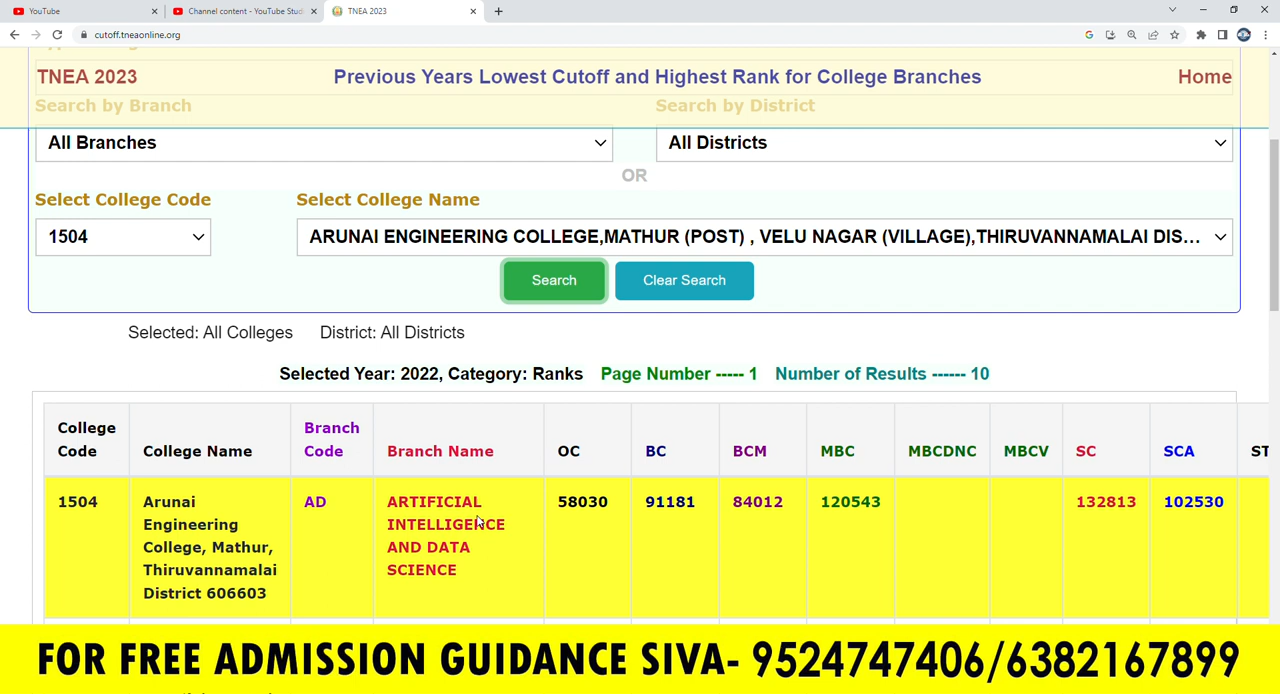 YouTube
Channel content - YouTube Stud
TNEA 2023
cutoff.tneaonline.org
TNEA 2023
Previous Years Lowest Cutoff and Highest Rank for College Branches
Home
Search by Branch
Search by District
All Branches
All Districts
OR
Select College Code
Select College Name
1504
ARUNAI ENGINEERING COLLEGE,MATHUR (POST) , VELU NAGAR (VILLAGE),THIRUVANNAMALAI DIS...
Search
Clear Search
Selected: All Colleges District: All Districts
Selected Year: 2022, Category: Ranks Page Number ----- 1 Number of Results ------ 10
College Code
College Name
Branch Code
Branch Name
OC
BC
BCM
MBC
MBCDNC
MBCV
SC
SCA
ST
1504
Arunai
Engineering
College, Mathur,
Thiruvannamalai
District 606603
AD
ARTIFICIAL
INTELLIGENCE
AND DATA
SCIENCE
58030
91181
84012
120543
132813
102530
FOR FREE ADMISSION GUIDANCE SIVA- 9524747406/6382167899